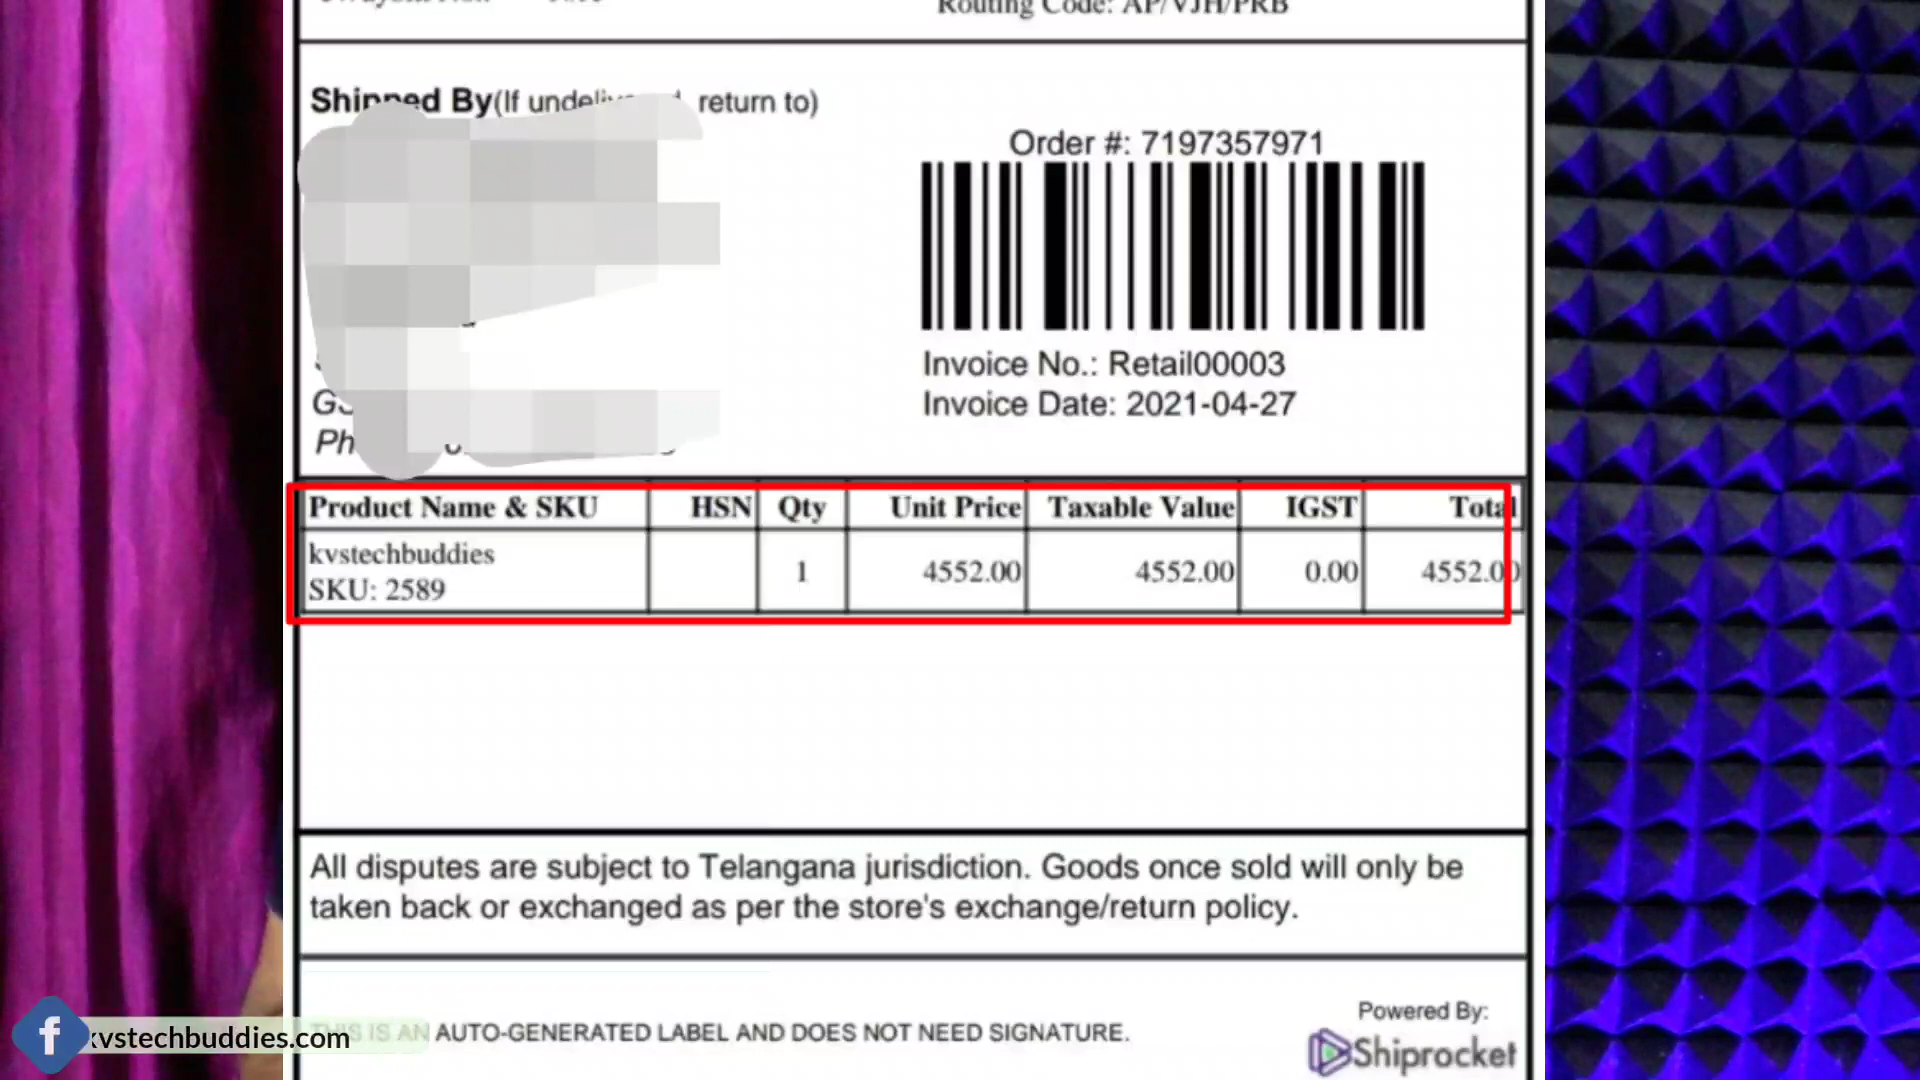 Routing Code: AP/VJH/PRB
Shipped By(If undelivered, return to)
Order #: 7197357971
Invoice No.: Retail00003
Invoice Date: 2021-04-27
Ph
Product Name & SKU HSN Qty Unit Price Taxable Value IGST Total
kvstechbuddies
SKU: 2589
1 4552.00 4552.00 0.00 4552.00
All disputes are subject to Telangana jurisdiction. Goods once sold will only be
taken back or exchanged as per the store's exchange/return policy.
THIS IS AN AUTO-GENERATED LABEL AND DOES NOT NEED SIGNATURE.
Powered By:
Shiprocket
f
kvstechbuddies.com